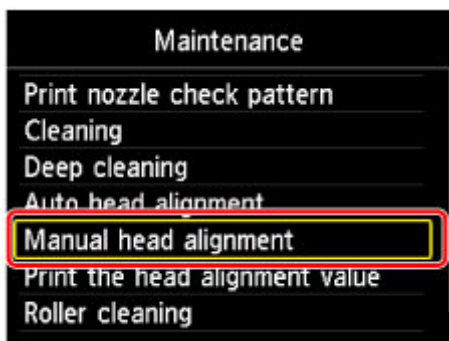 Maintenance
Print nozzle check pattern
Cleaning
Deep cleaning
Auto head alignment
Manual head alignment
Print the head alignment value
Roller cleaning